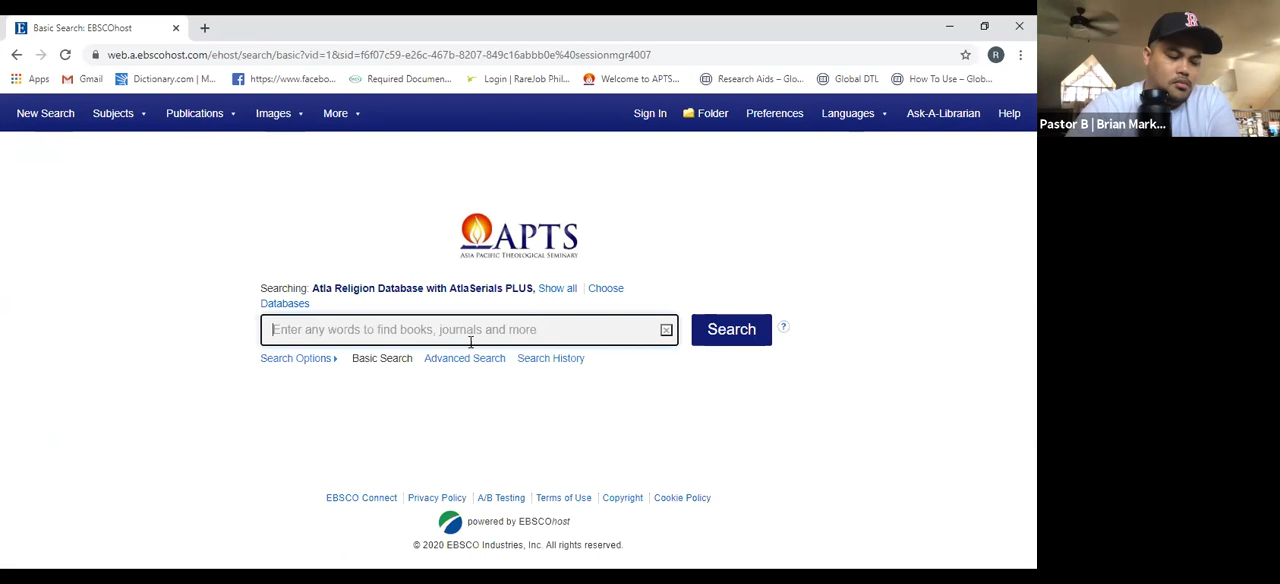 Basic Search: EBSCOhost
web.a.ebscohost.com/ehost/search/basic?vid=1&sid=f6f07c59-e26c-467b-8207-849c16abbb0e%40sessionmgr4007
R
Apps Gmail Dictionary.com | M... https://www.facebo... Required Documen... Login | RareJob Phil... Welcome to APTS... Research Aids – Glo... Global DTL How To Use – Glob...
New Search Subjects Publications Images More Sign In Folder Preferences Languages Ask-A-Librarian Help
Pastor B | Brian Mark...
APTS
ASIA PACIFIC THEOLOGICAL SEMINARY
Searching: Atla Religion Database with AtlaSerials PLUS, Show all | Choose
Databases
Enter any words to find books, journals and more
Search ?
Search Options Basic Search Advanced Search Search History
EBSCO Connect | Privacy Policy | A/B Testing | Terms of Use | Copyright | Cookie Policy
powered by EBSCOhost
© 2020 EBSCO Industries, Inc. All rights reserved.